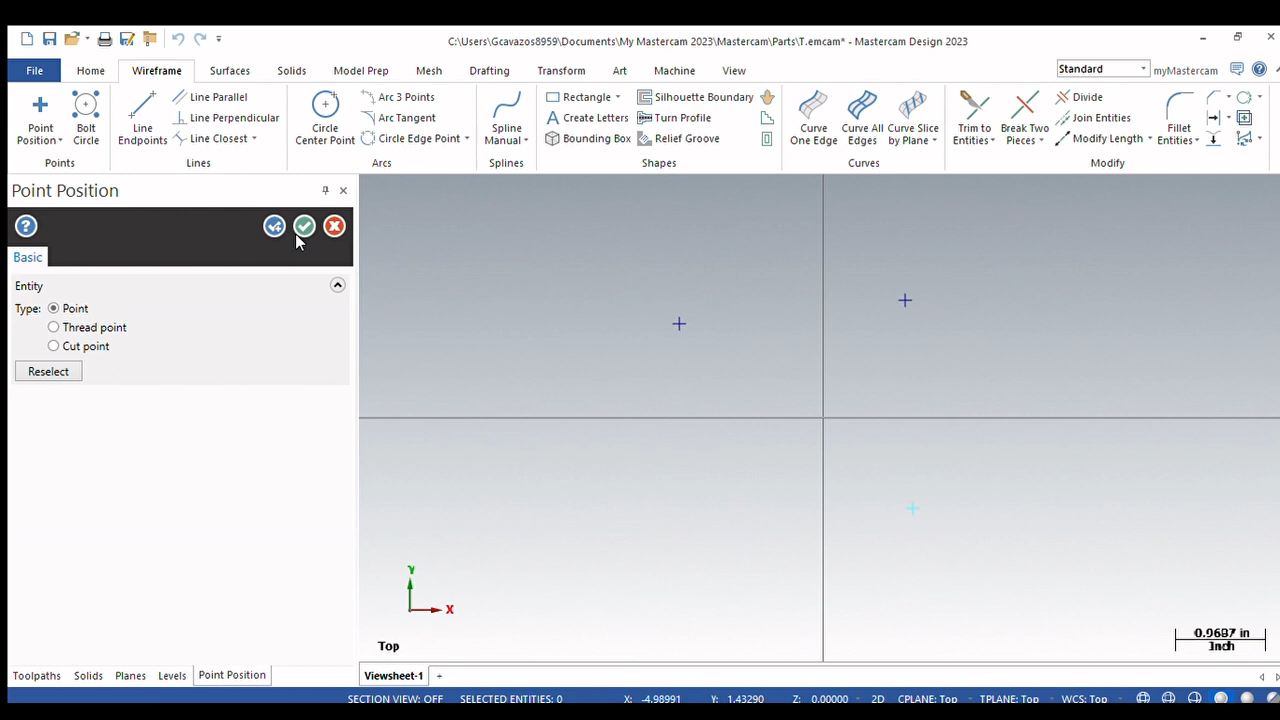 C:\Users\Gcavazos8959\Documents\My Mastercam 2023\Mastercam\Parts\T.emcam* - Mastercam Design 2023
File Home Wireframe Surfaces Solids Model Prep Mesh Drafting Transform Art Machine View Standard myMastercam
Point Position
Bolt Circle
Points
Line Endpoints
Line Parallel
Line Perpendicular
Line Closest
Lines
Circle Center Point
Arc 3 Points
Arc Tangent
Circle Edge Point
Arcs
Spline Manual
Splines
Rectangle
Create Letters
Bounding Box
Silhouette Boundary
Turn Profile
Relief Groove
Shapes
Curve One Edge
Curve All Edges
Curve Slice by Plane
Curves
Trim to Entities
Break Two Pieces
Divide
Join Entities
Modify Length
Fillet Entities
Modify
Point Position
Basic
Entity
Type: Point
Thread point
Cut point
Reselect
Y
X
Top
Inch
Toolpaths Solids Planes Levels Point Position
Viewsheet-1 +
SECTION VIEW: OFF SELECTED ENTITIES: 0 X: -4.98991 Y: 1.43290 Z: 0.00000 2D CPLANE: Top TPLANE: Top WCS: Top